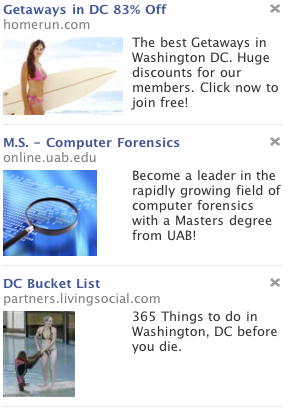 Getaways in DC 83% Off
homerun.com
The best Getaways in
Washington DC. Huge
discounts for our
members. Click now to
join free!
M.S. - Computer Forensics
online.uab.edu
Become a leader in the
rapidly growing field of
computer forensics
with a Masters degree
from UAB!
DC Bucket List
partners.livingsocial.com
365 Things to do in
Washington, DC before
you die.